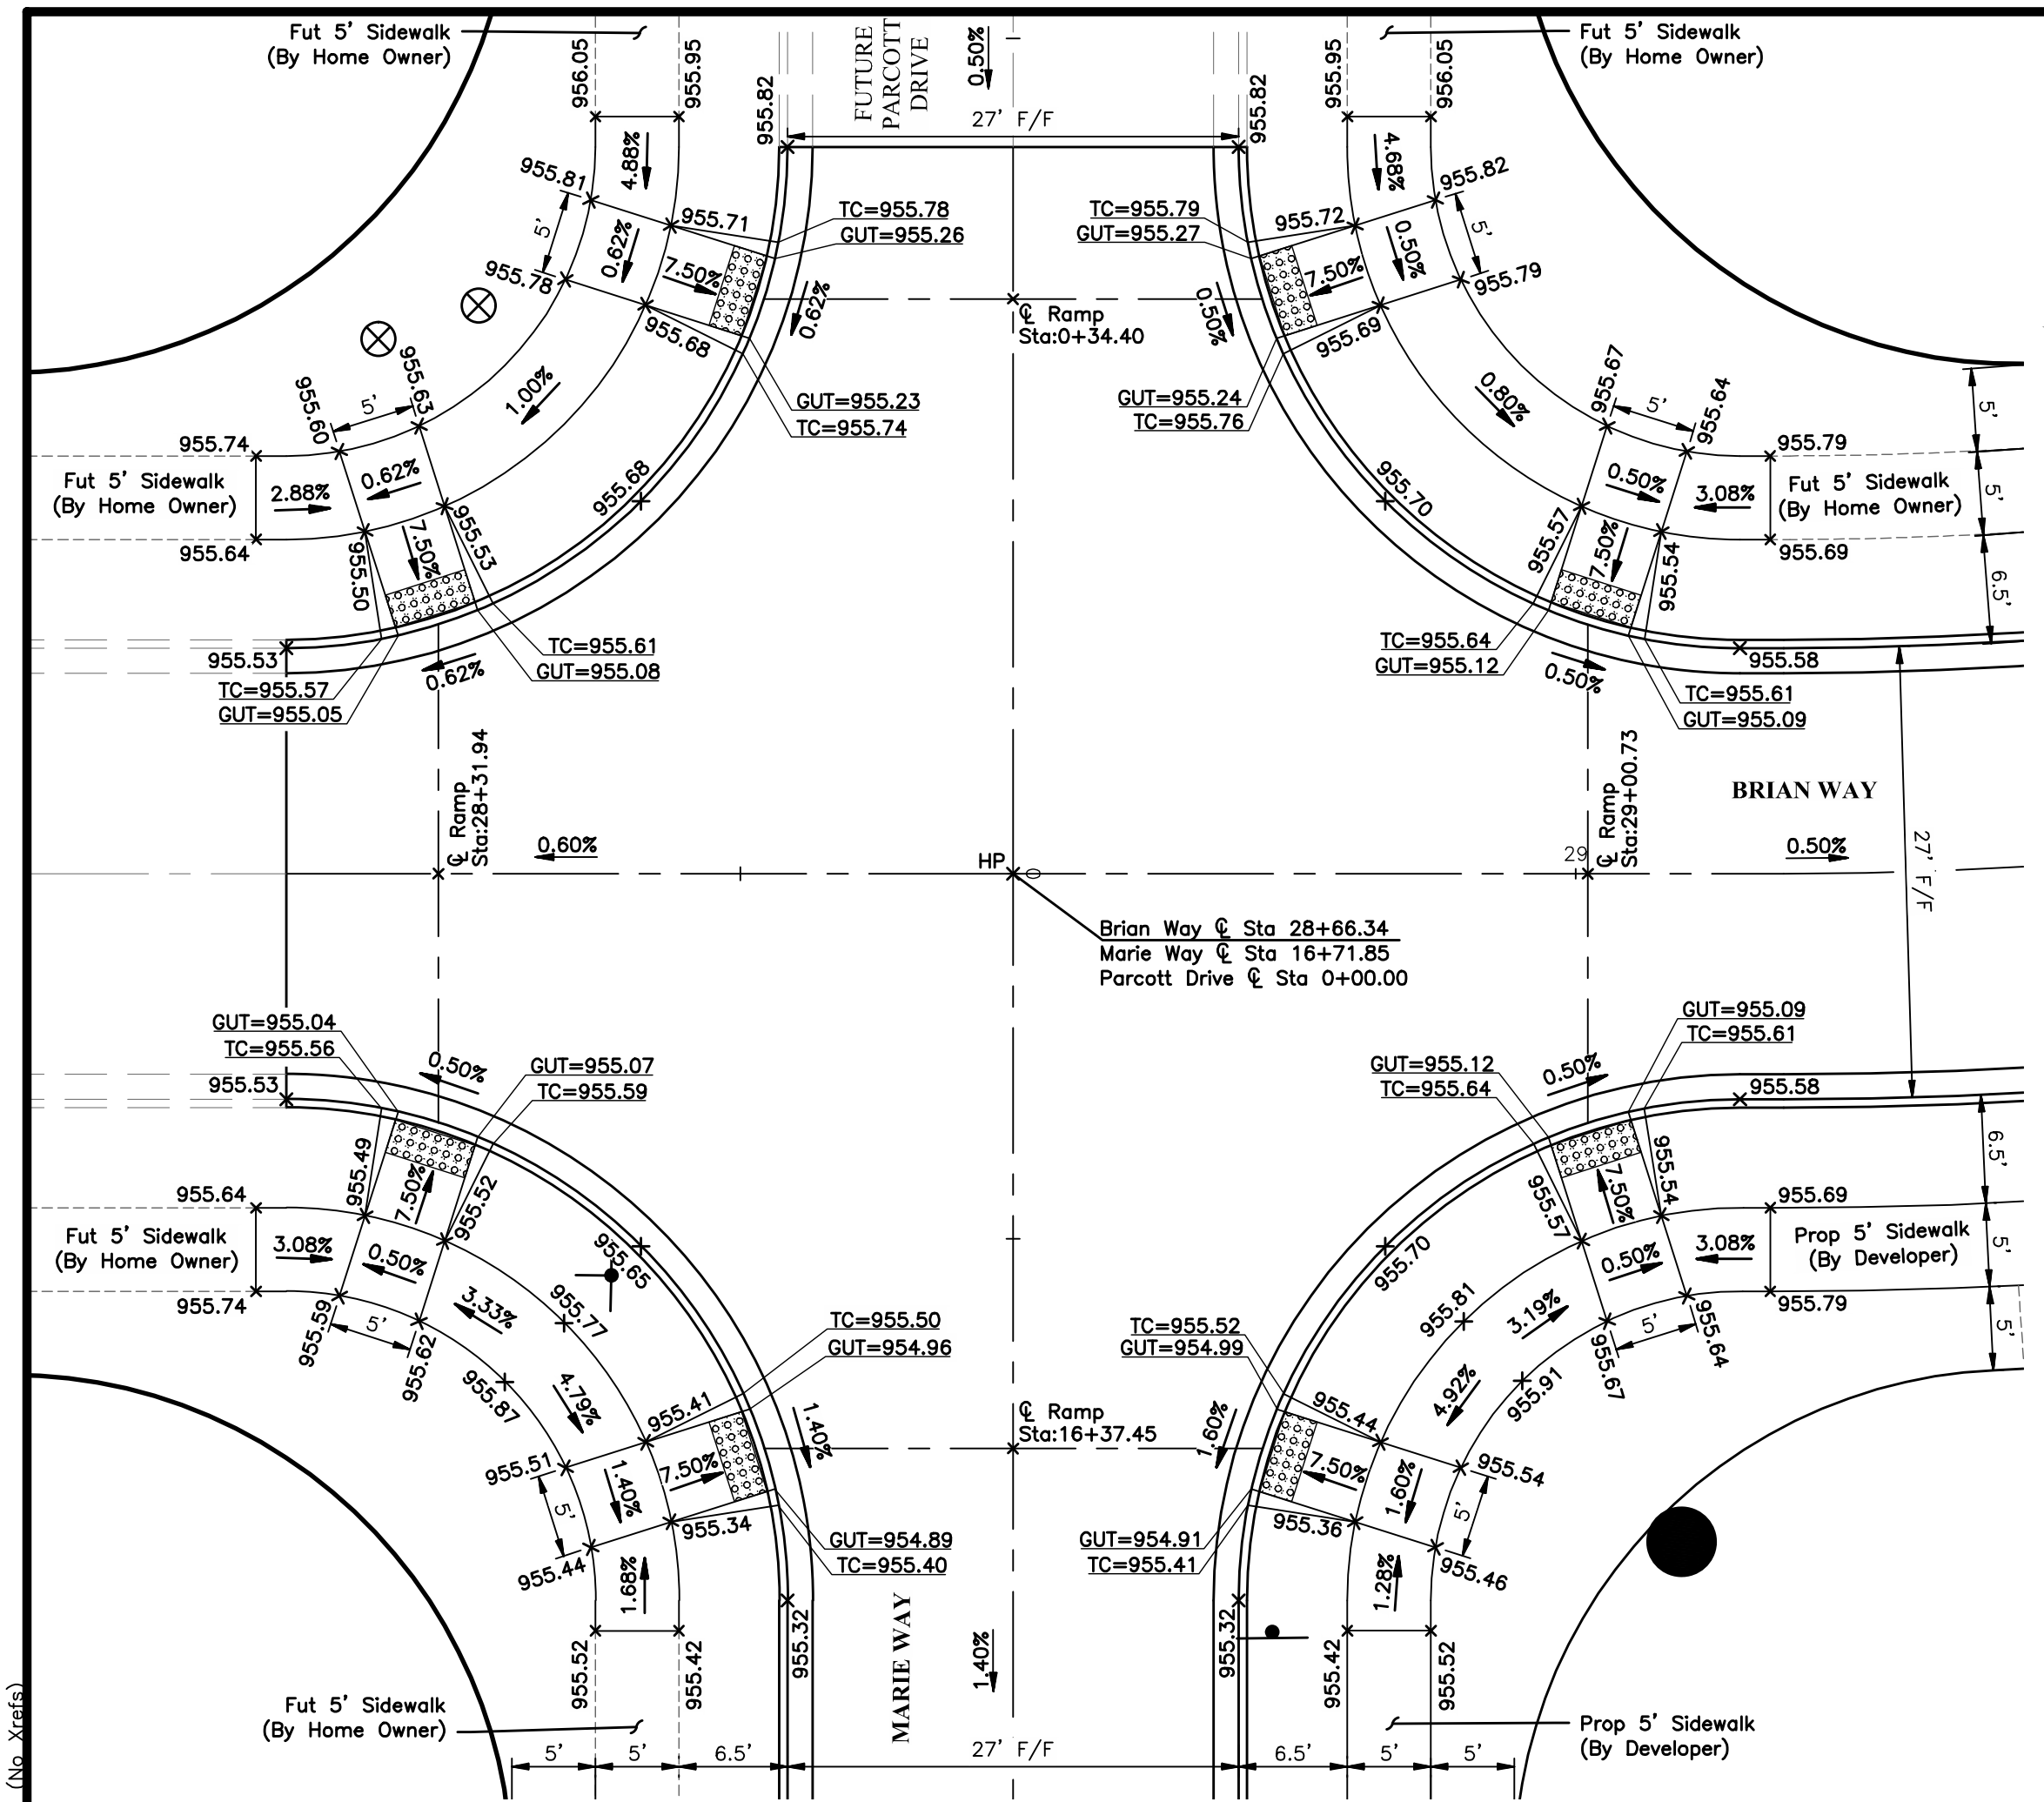 Fut 5' Sidewalk
(By Home Owner)
956.05
955.95
955.82
FUTURE
PARCOTT
DRIVE
0.50%
27' F/F
955.82
955.95
956.05
Fut 5' Sidewalk
(By Home Owner)
4.88%
955.81
5'
955.78
0.62%
955.71
7.50%
955.68
TC=955.78
GUT=955.26
0.62%
GUT=955.23
TC=955.74
℄ Ramp
Sta:0+34.40
TC=955.79
GUT=955.27
955.72
4.68%
955.82
5'
0.50%
955.79
7.50%
955.69
0.50%
GUT=955.24
TC=955.76
955.63
5'
955.60
1.00%
955.74
Fut 5' Sidewalk
(By Home Owner)
2.88%
0.62%
955.64
7.50%
955.50
955.53
955.68
955.53
TC=955.57
GUT=955.05
0.62%
TC=955.61
GUT=955.08
0.80%
955.67
5'
955.64
955.79
5'
5'
6.5'
0.50%
3.08%
Fut 5' Sidewalk
(By Home Owner)
955.69
955.70
955.57
7.50%
955.54
TC=955.64
GUT=955.12
0.50%
955.58
TC=955.61
GUT=955.09
℄ Ramp
Sta:28+31.94
℄ Ramp
Sta:29+00.73
BRIAN WAY
0.60%
HP
0
29
0.50%
27' F/F
Brian Way ℄ Sta 28+66.34
Marie Way ℄ Sta 16+71.85
Parcott Drive ℄ Sta 0+00.00
GUT=955.04
TC=955.56
955.53
0.50%
GUT=955.07
TC=955.59
GUT=955.12
TC=955.64
0.50%
GUT=955.09
TC=955.61
955.58
955.64
Fut 5' Sidewalk
(By Home Owner)
3.08%
955.74
955.49
7.50%
955.52
0.50%
955.59
5'
955.62
3.33%
955.77
955.65
955.87
4.79%
955.70
955.81
3.19%
955.57
7.50%
955.54
0.50%
3.08%
955.69
Prop 5' Sidewalk
(By Developer)
955.79
6.5'
5'
5'
955.67
5'
955.64
955.91
4.92%
TC=955.50
GUT=954.96
955.41
1.40%
955.51
5'
1.40%
7.50%
955.34
955.44
1.68%
GUT=954.89
TC=955.40
℄ Ramp
Sta:16+37.45
TC=955.52
GUT=954.99
955.44
1.60%
7.50%
1.60%
955.54
5'
955.36
955.46
1.28%
GUT=954.91
TC=955.41
955.52
955.42
955.32
MARIE WAY
1.40%
955.32
955.42
955.52
Fut 5' Sidewalk
(By Home Owner)
Prop 5' Sidewalk
(By Developer)
5'
5'
6.5'
27' F/F
6.5'
5'
5'
(No Xrefs)